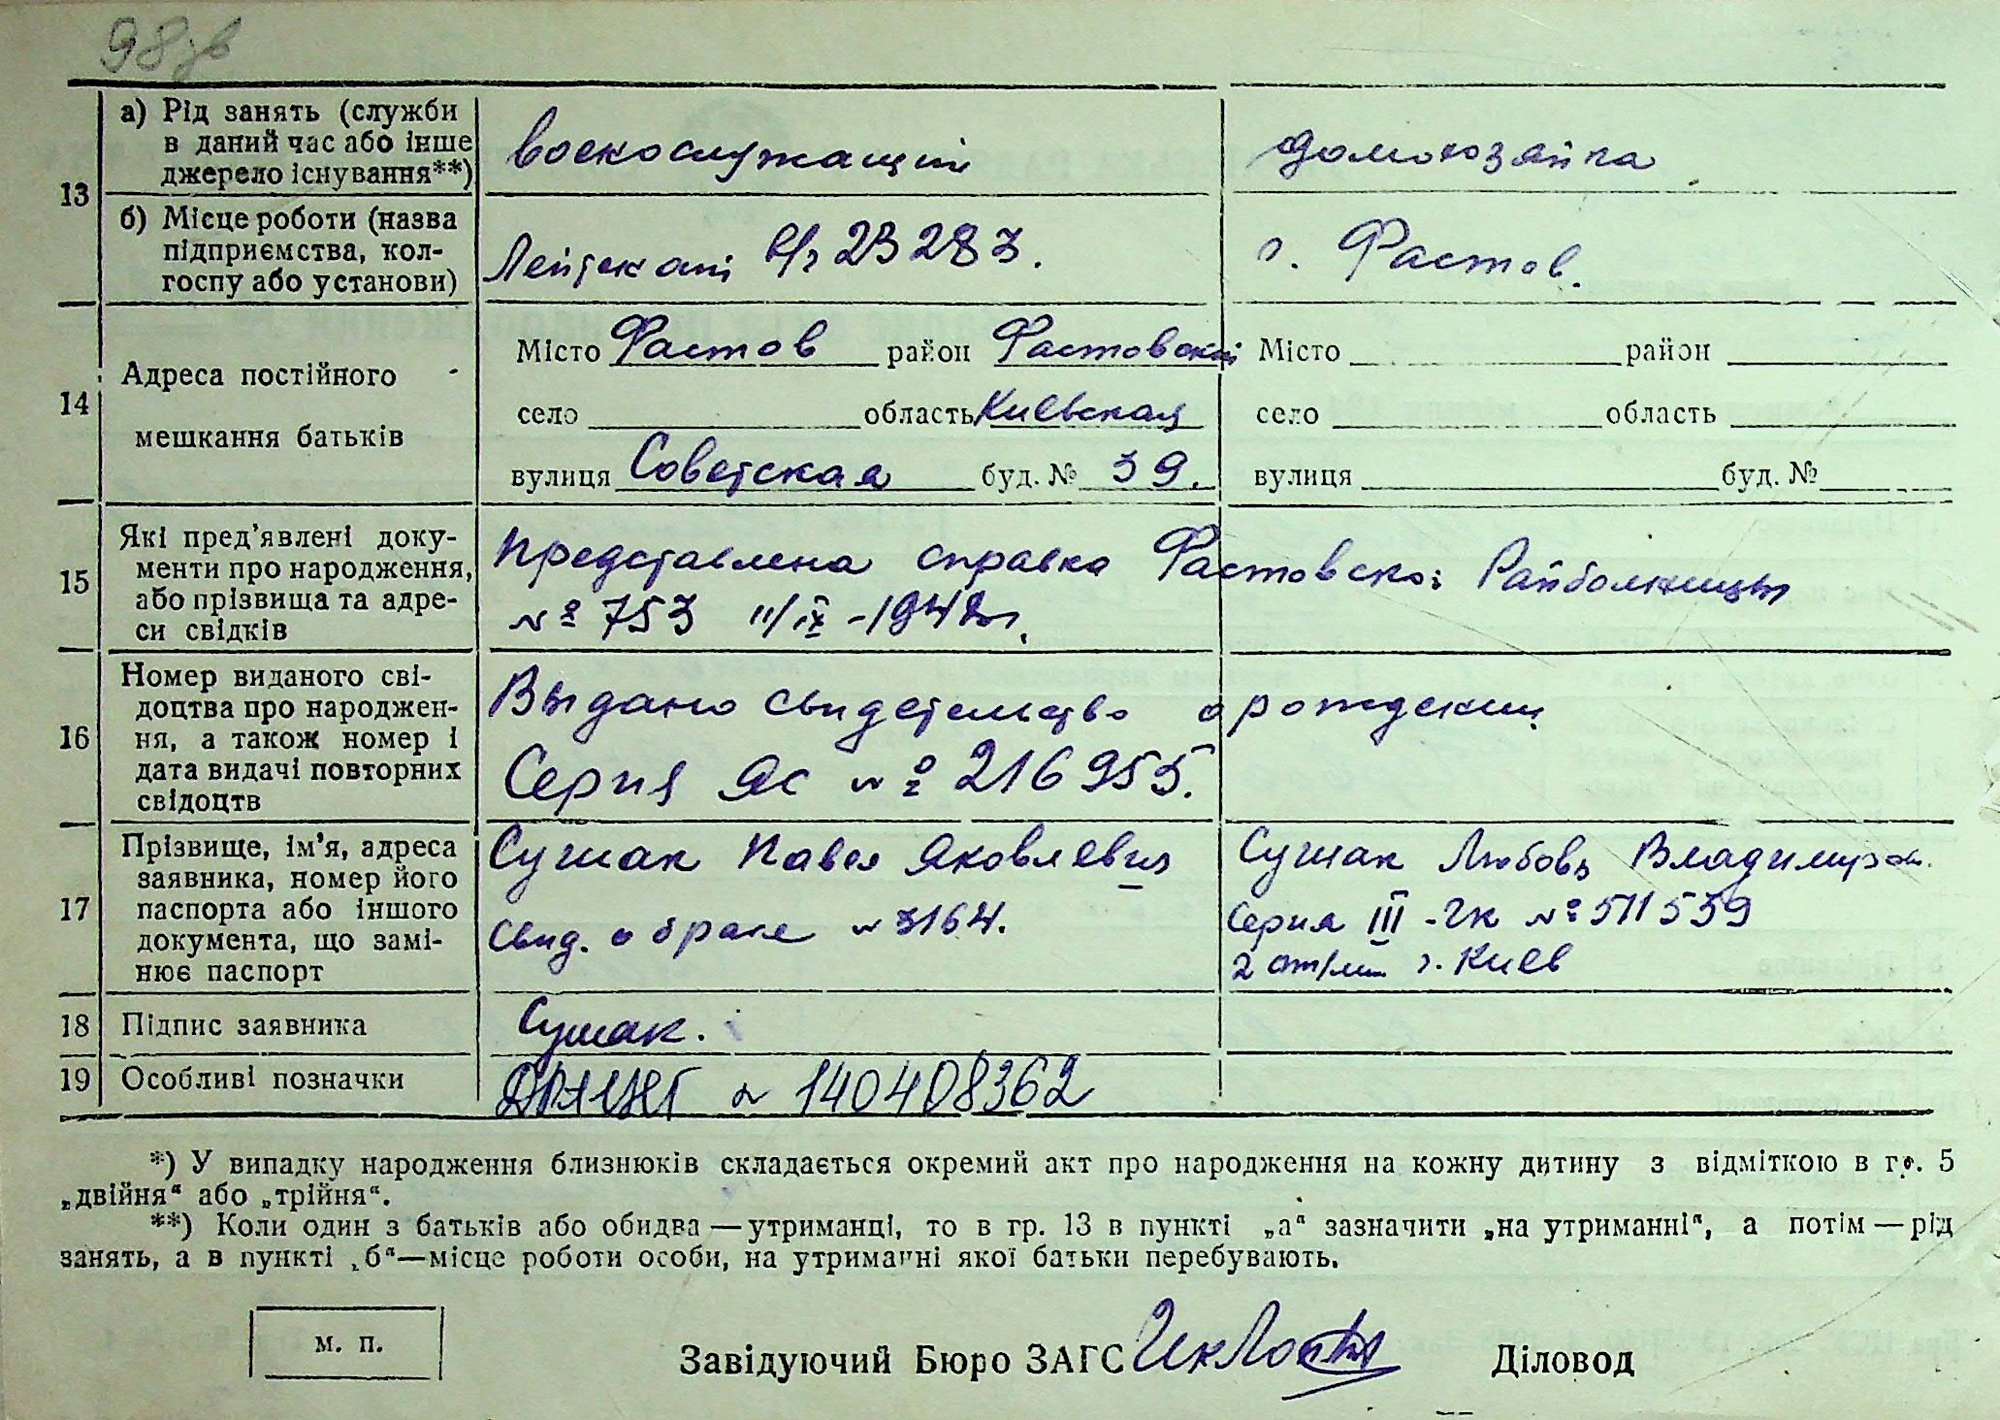 98зв
13 а) Рід занять (служби в даний час або інше джерело існування**) военослужащий домохозяйка
б) Місце роботи (назва підприємства, колгоспу або установи) Лейтенант в/ч 23283. г. Фастов.
14 Адреса постійного мешкання батьків
Місто Фастов район Фастовский Місто район
село область Киевская село область
вулиця Советская буд. № 39. вулиця буд. №
15 Які пред’явлені документи про народження, або прізвища та адреси свідків
Представлена справка Фастовской Райбольницы
№ 753 11/IX-1948г.
16 Номер виданого свідоцтва про народження, а також номер і дата видачі повторних свідоцтв
Выдано свидетельство о рождении
Серия ЯС № 216955.
17 Прізвище, ім’я, адреса заявника, номер його паспорта або іншого документа, що замінює паспорт
Сушак Павел Яковлевич Сушак Любовь Владимиров.
Свид. о браке № 3164. Серия III-ЧК № 511559
2 отд/мил. г. Киев
18 Підпис заявника Сушак.
19 Особливі позначки № 140408362
*) У випадку народження близнюків складається окремий акт про народження на кожну дитину з відміткою в гр. 5
„двійня“ або „трійня“.
**) Коли один з батьків або обидва — утриманці, то в гр. 13 в пункті „а“ зазначити „на утриманні“, а потім — рід
занять, а в пункті „б“—місце роботи особи, на утриманні якої батьки перебувають.
м. п.
Завідуючий Бюро ЗАГС Діловод